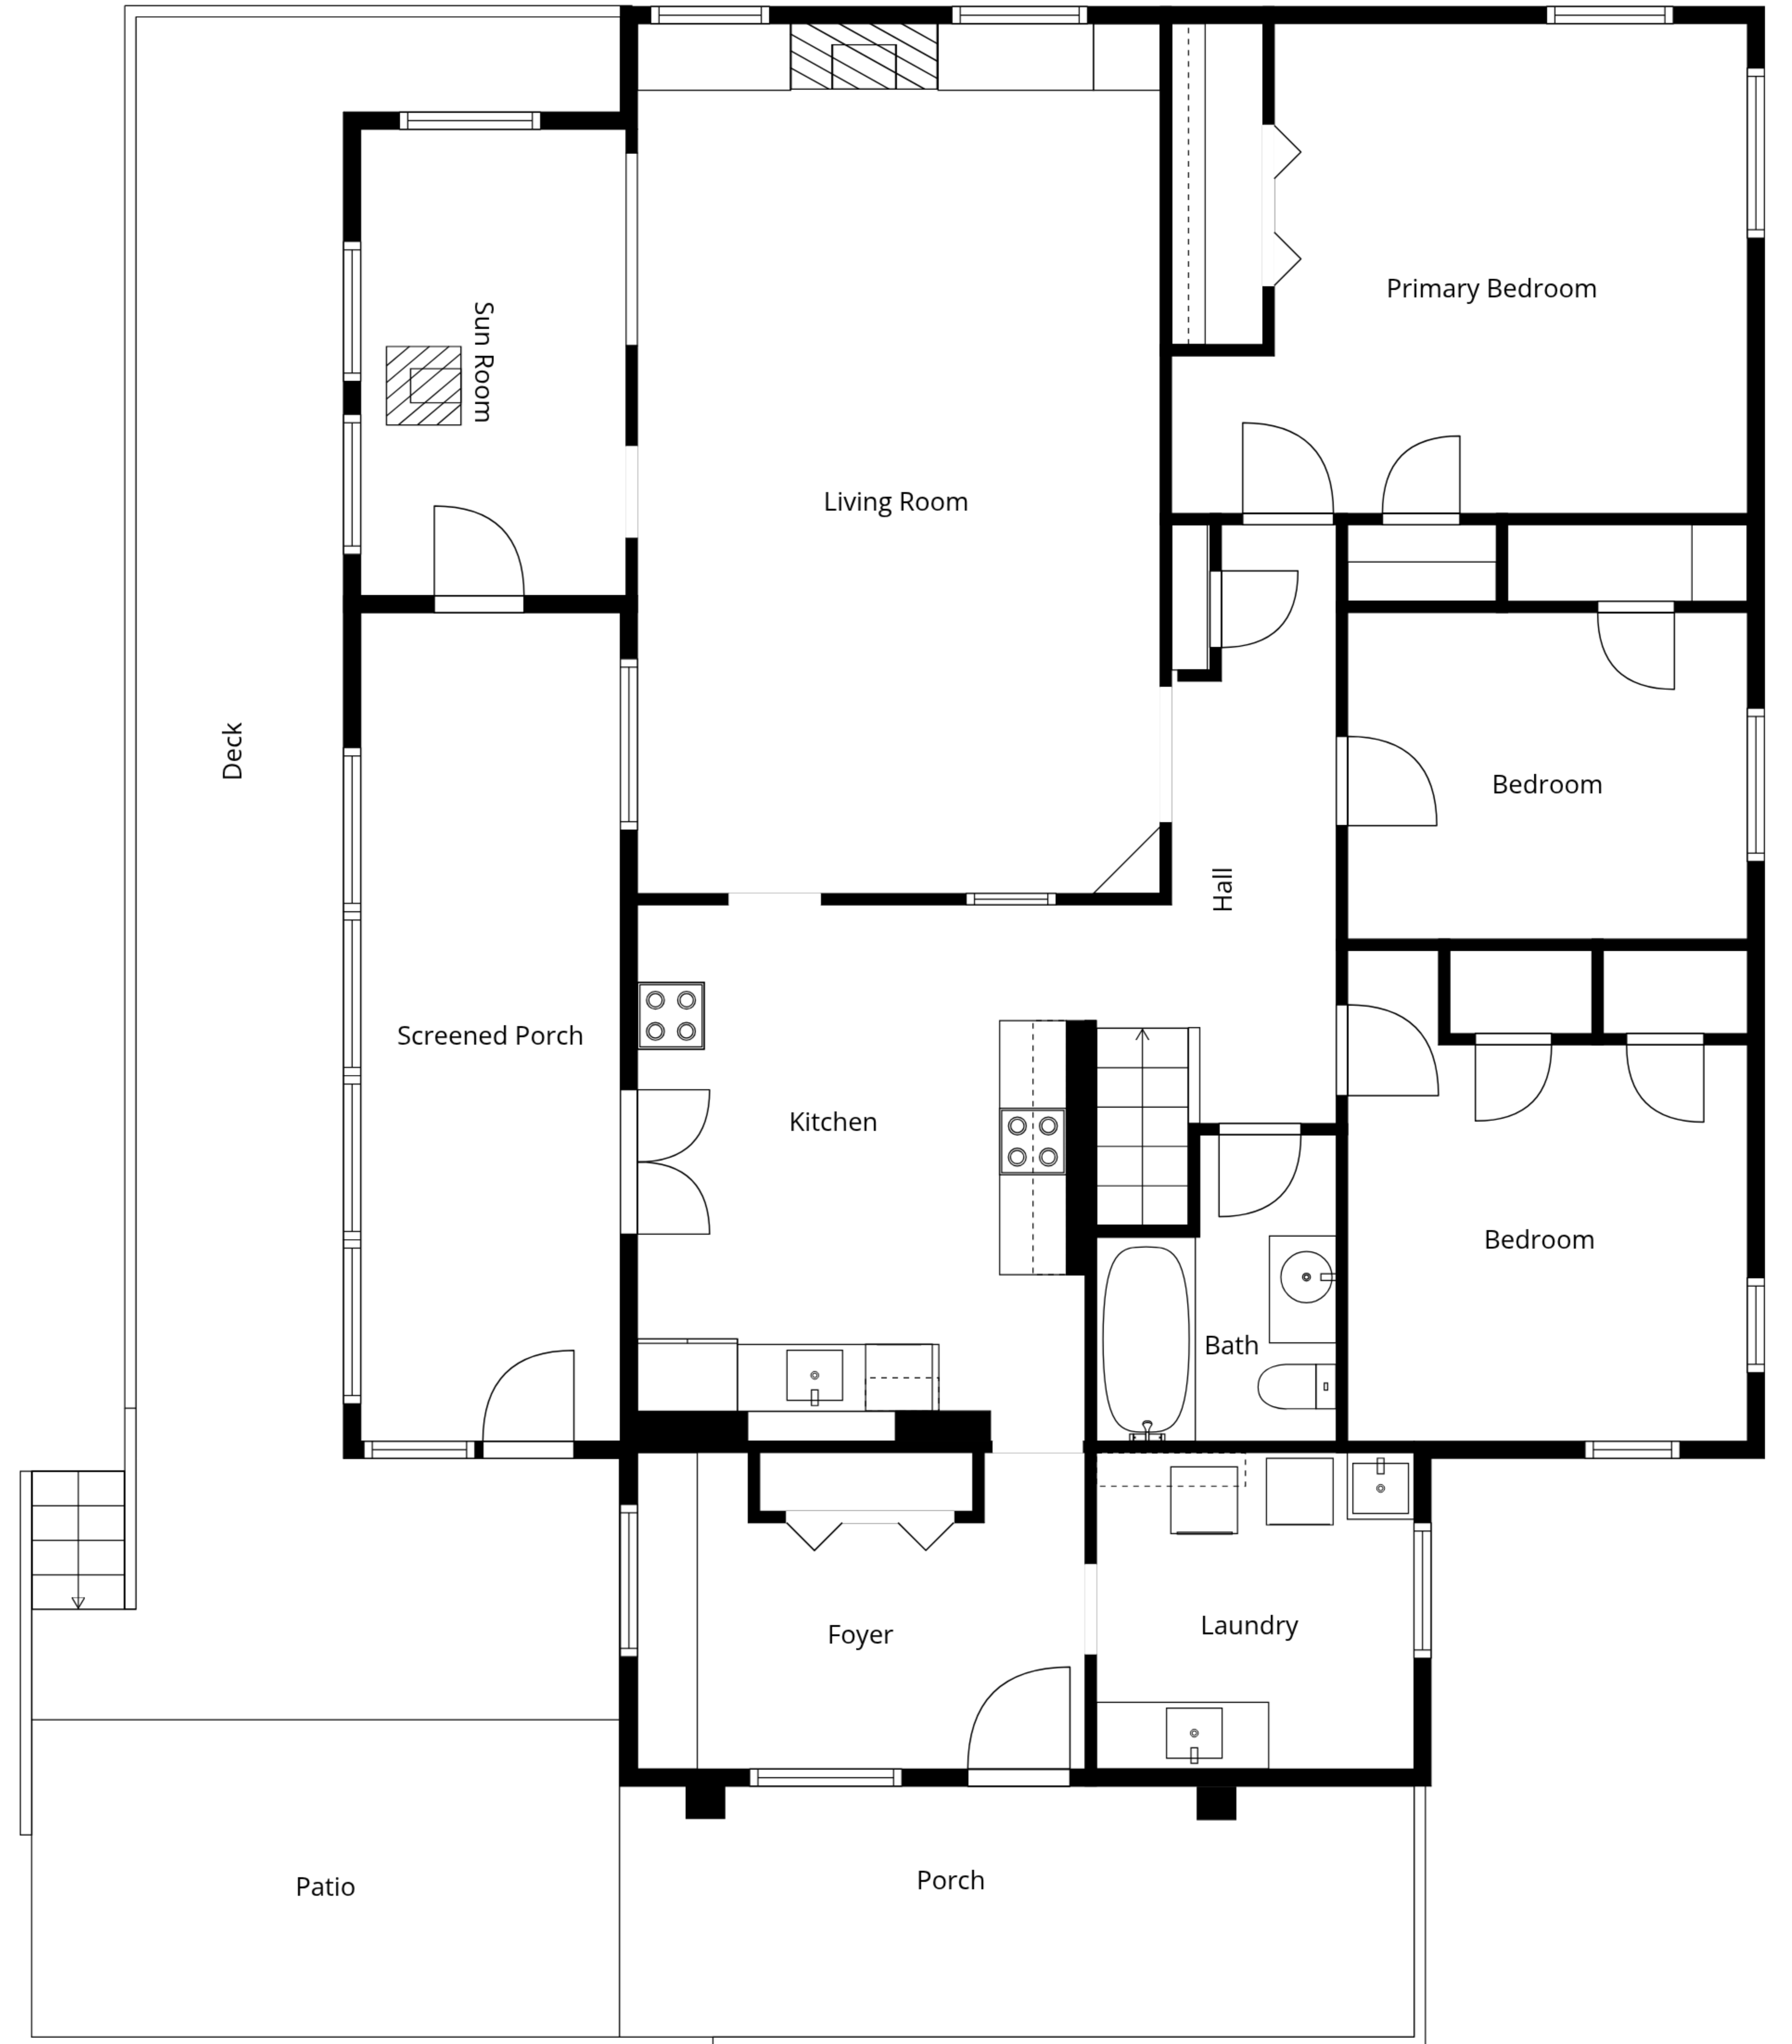 Primary Bedroom
Sun Room
Living Room
Deck
Bedroom
Hall
Screened Porch
Kitchen
Bedroom
Bath
Laundry
Foyer
Porch
Patio